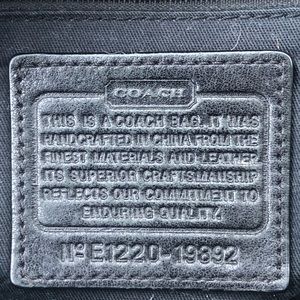 COACH
THIS IS A COACH BAG. IT WAS
HANDCRAFTED IN CHINA FROM THE
FINEST MATERIALS AND LEATHER
ITS SUPERIOR CRAFTSMANSHIP
REFLECTS OUR COMMITMENT TO
ENDURING QUALITY.
Nº E1220-19892